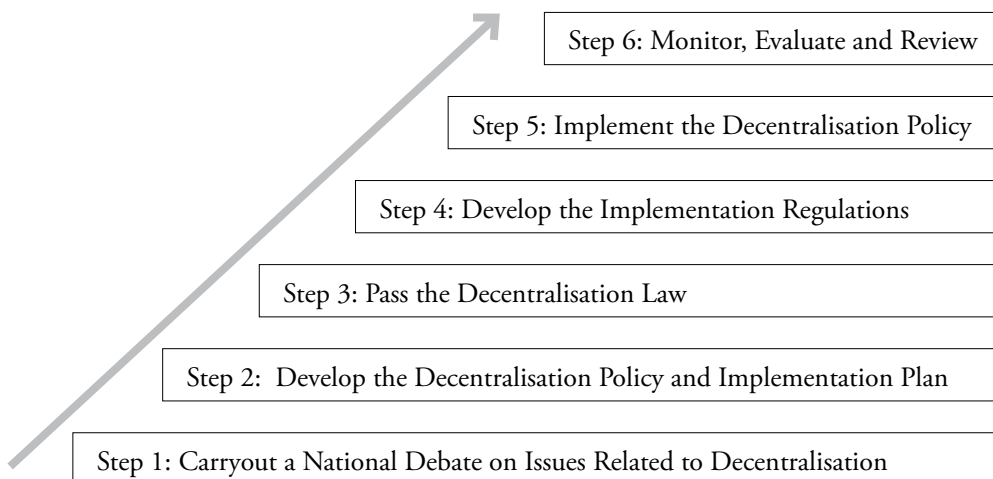 Step 6: Monitor, Evaluate and Review
Step 5: Implement the Decentralisation Policy
Step 4: Develop the Implementation Regulations
Step 3: Pass the Decentralisation Law
Step 2:  Develop the Decentralisation Policy and Implementation Plan
Step 1: Carryout a National Debate on Issues Related to Decentralisation